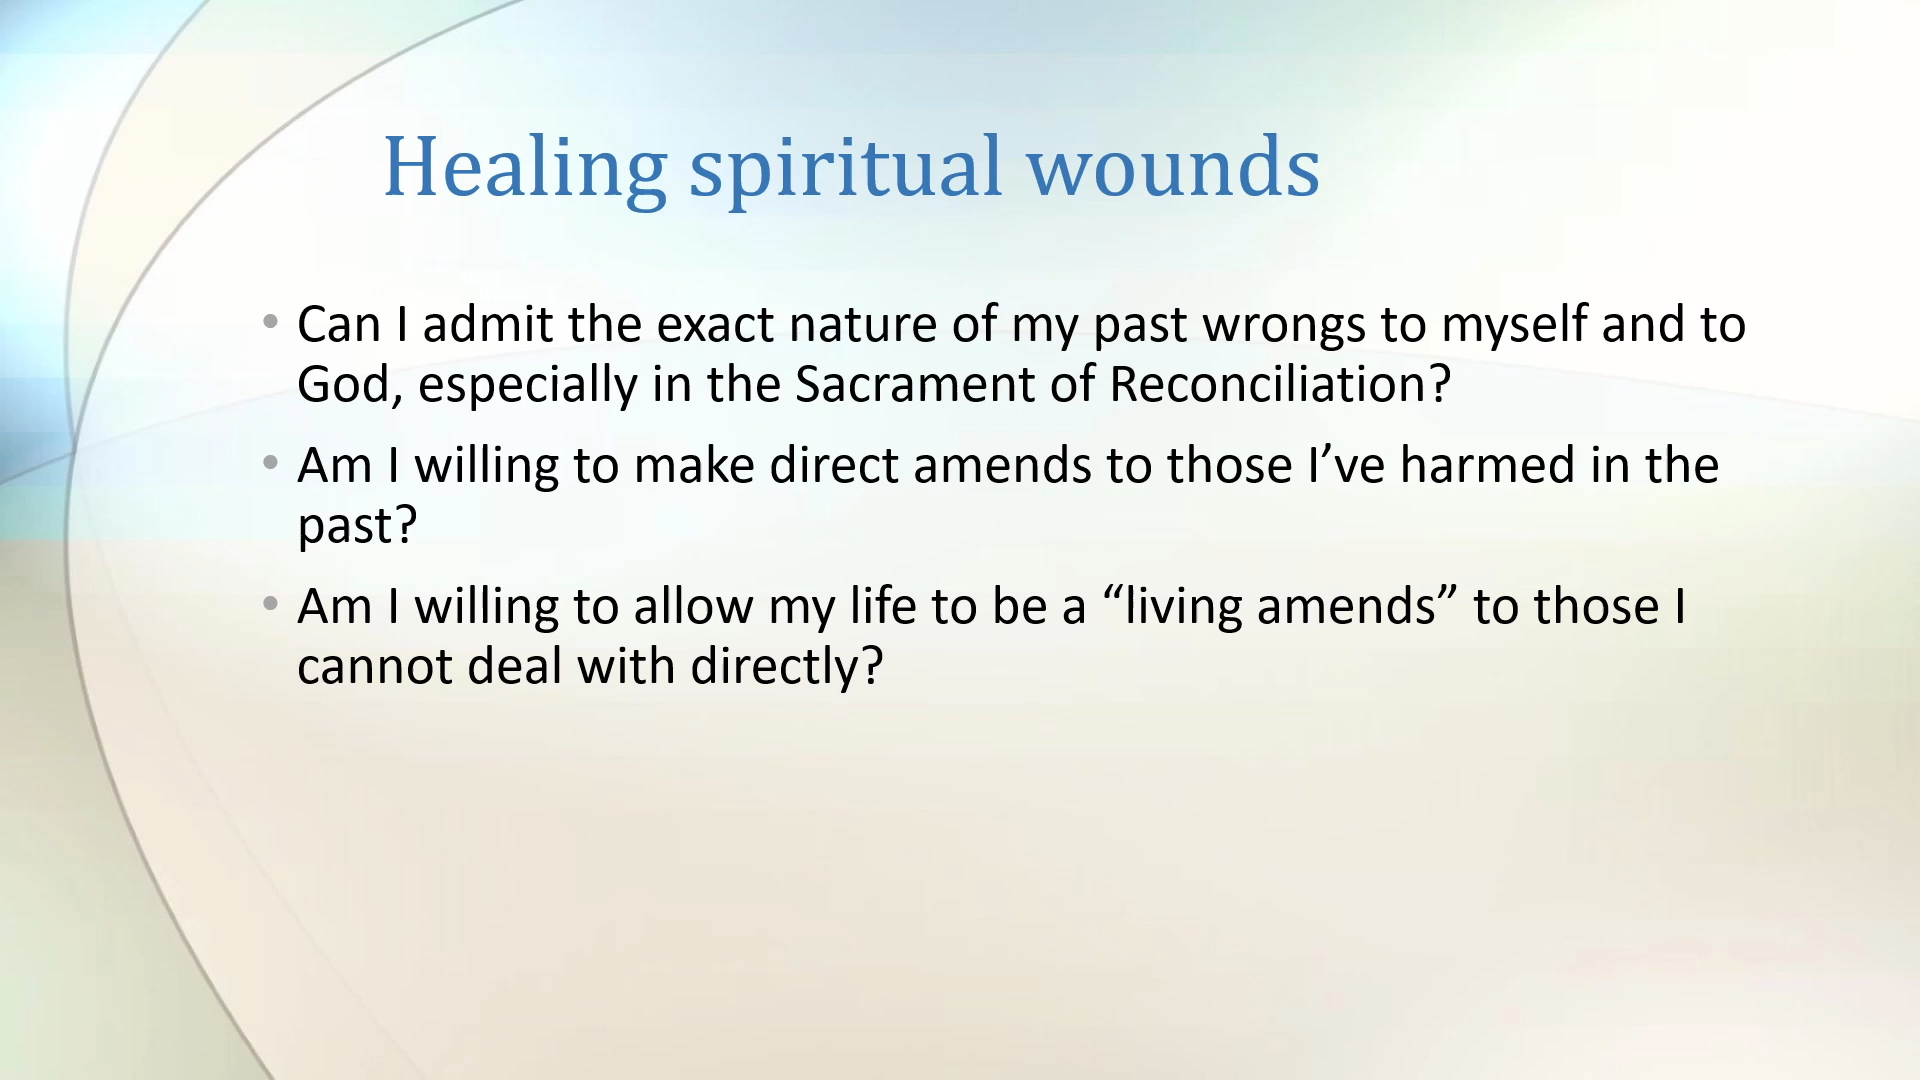 Healing spiritual wounds
• Can I admit the exact nature of my past wrongs to myself and to
God, especially in the Sacrament of Reconciliation?
• Am I willing to make direct amends to those I’ve harmed in the
past?
• Am I willing to allow my life to be a “living amends” to those I
cannot deal with directly?